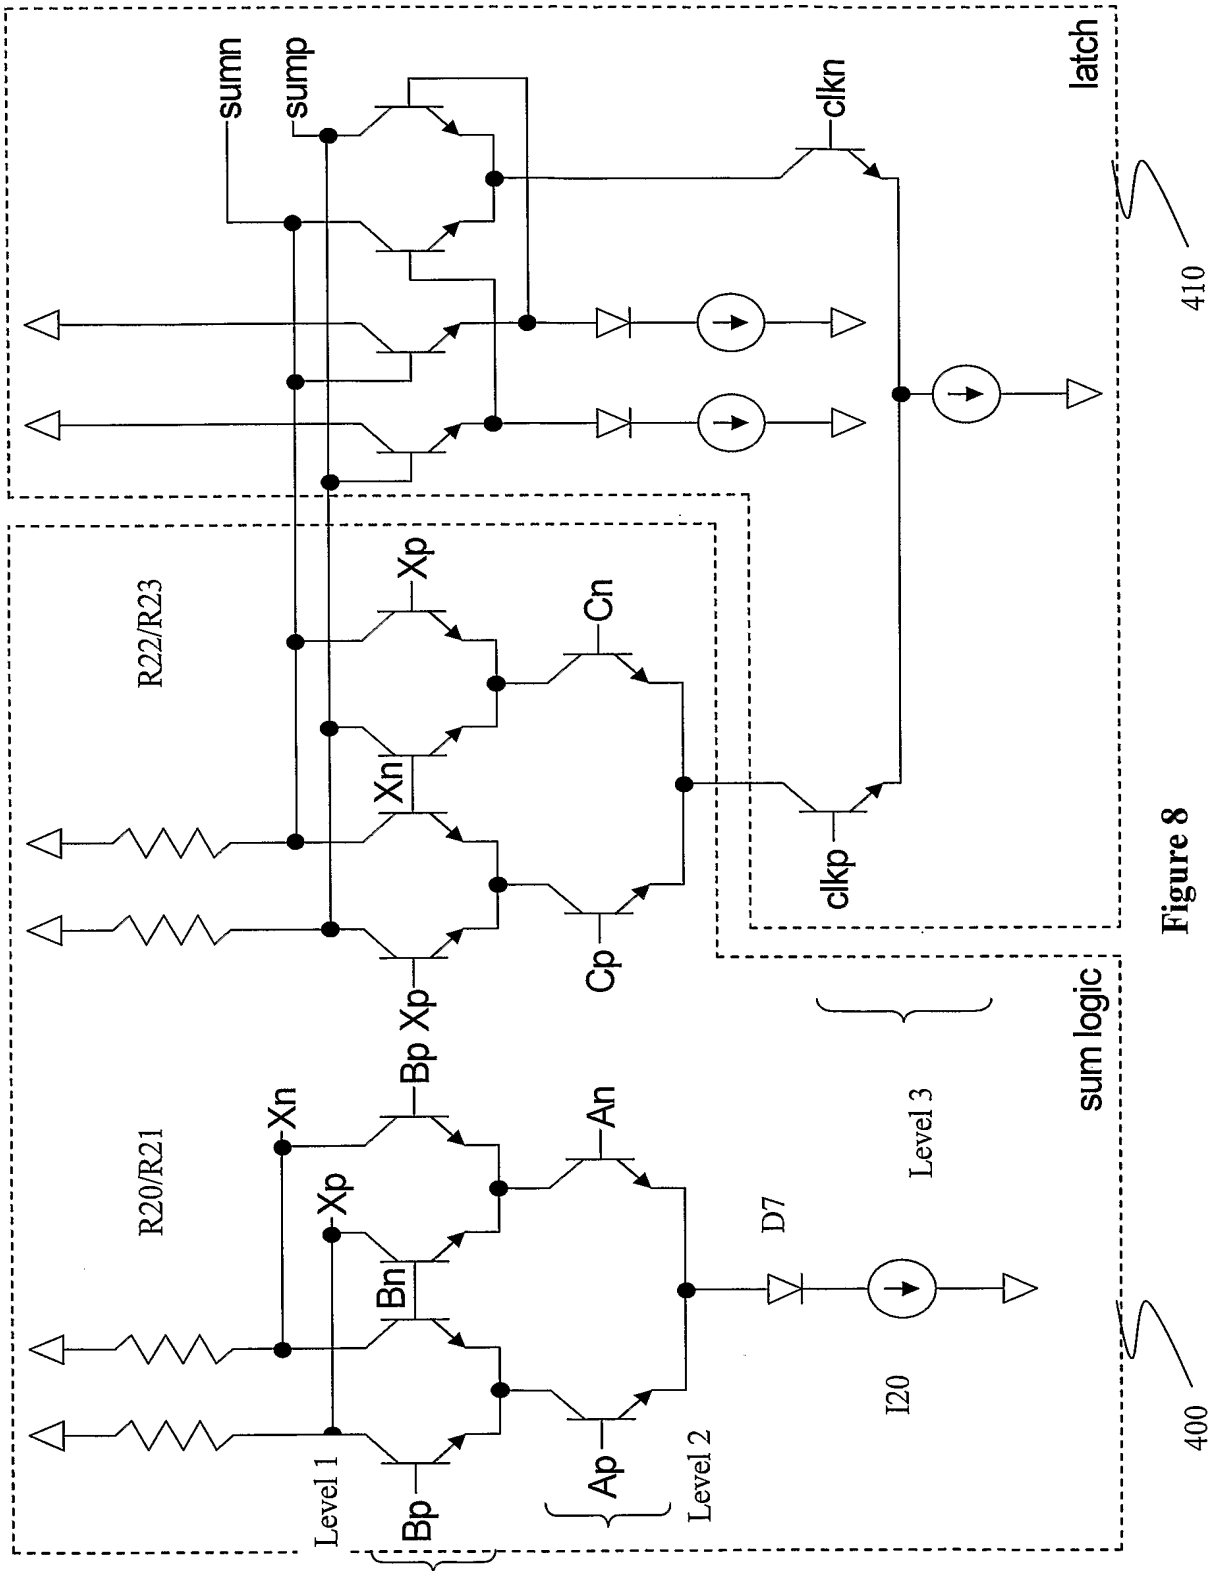 sumn
sump
clkn
latch
410
R22/R23
Xp
Xn
Cn
Cp
Xp
clkp
Figure 8
R20/R21
Xn
Xp
Bp
Bn
An
Ap
Bp
Level 1
Level 2
Level 3
D7
I20
sum logic
400